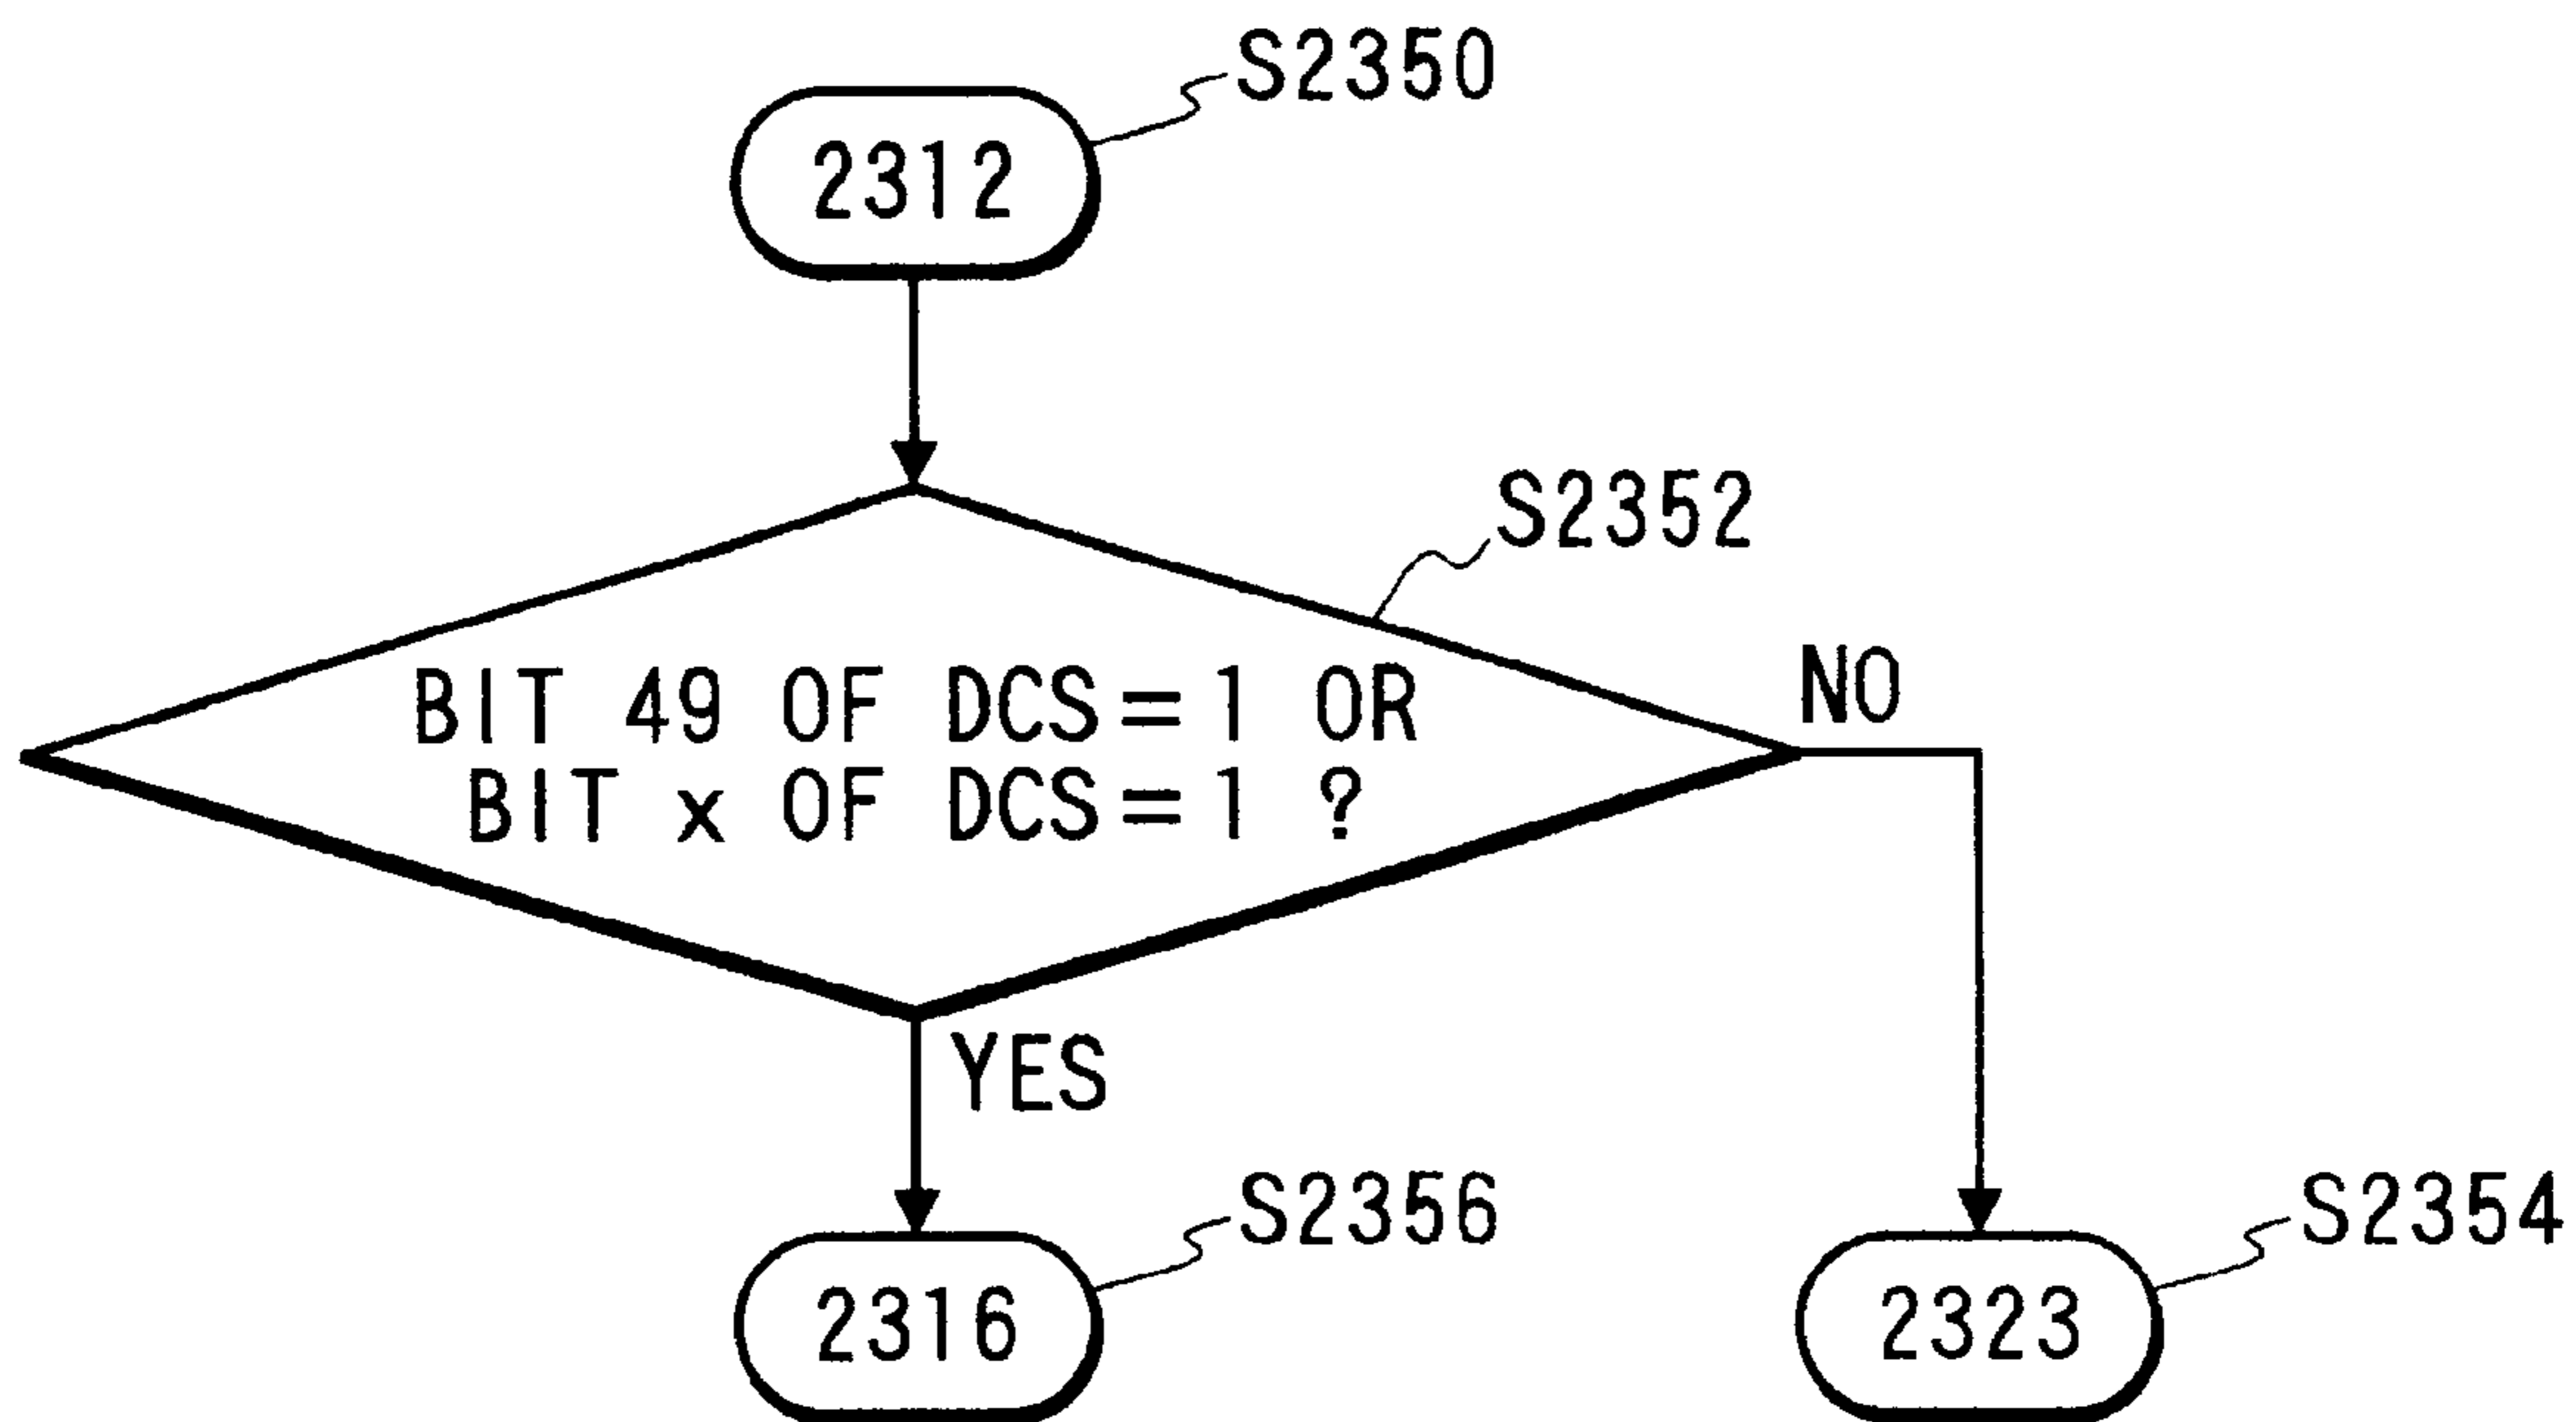 S2350
2312
S2352
BIT 49 OF DCS=1 OR
BIT x OF DCS=1 ?
NO
YES
S2356
S2354
2316
2323